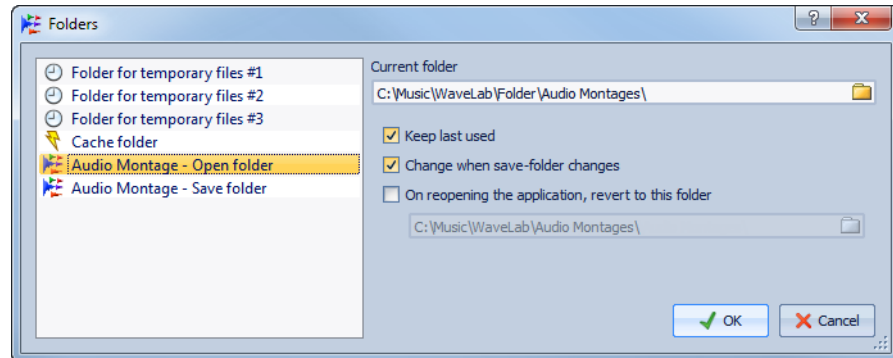 Folders
Folder for temporary files #1
Folder for temporary files #2
Folder for temporary files #3
Cache folder
Audio Montage - Open folder
Audio Montage - Save folder
Current folder
C:\Music\WaveLab\Folder\Audio Montages\
Keep last used
Change when save-folder changes
On reopening the application, revert to this folder
C:\Music\WaveLab\Audio Montages\
OK
Cancel